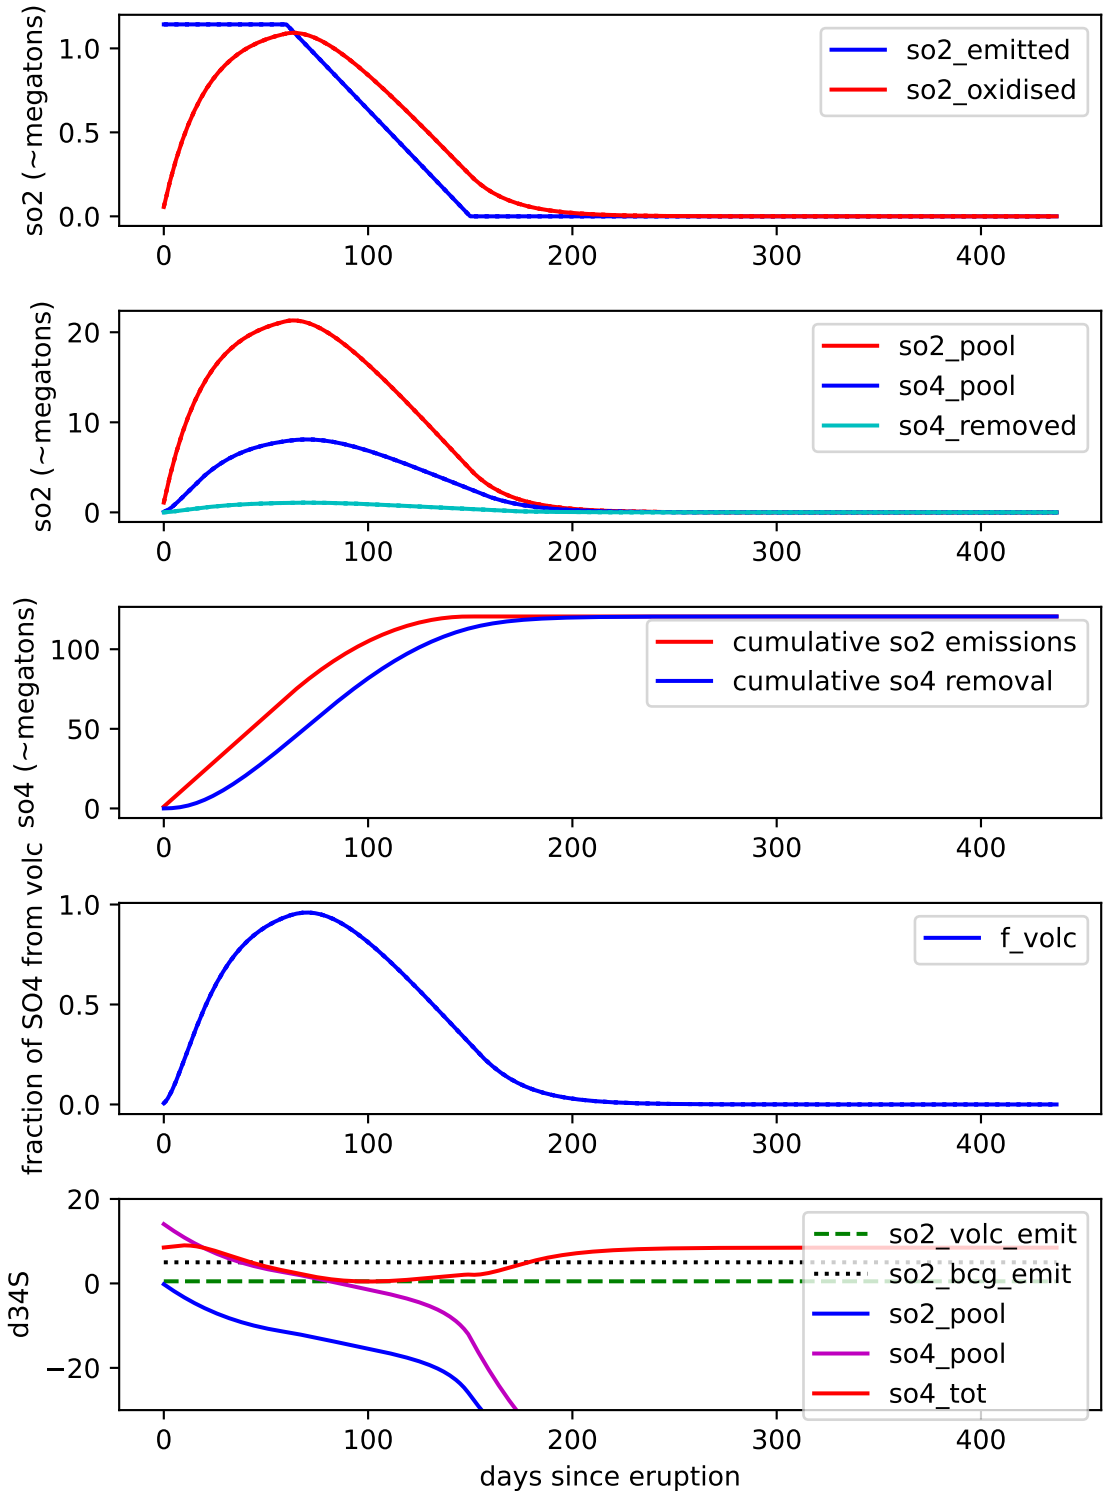 so2 (~megatons)
1.0
0.5
0.0
so2_emitted
so2_oxidised
0 100 200 300 400
so2 (~megatons)
20
10
0
so2_pool
so4_pool
so4_removed
0 100 200 300 400
so4 (~megatons)
100
50
0
cumulative so2 emissions
cumulative so4 removal
0 100 200 300 400
fraction of SO4 from volc
1.0
0.5
0.0
f_volc
0 100 200 300 400
d34S
20
0
−20
so2_volc_emit
so2_bcg_emit
so2_pool
so4_pool
so4_tot
0 100 200 300 400
days since eruption